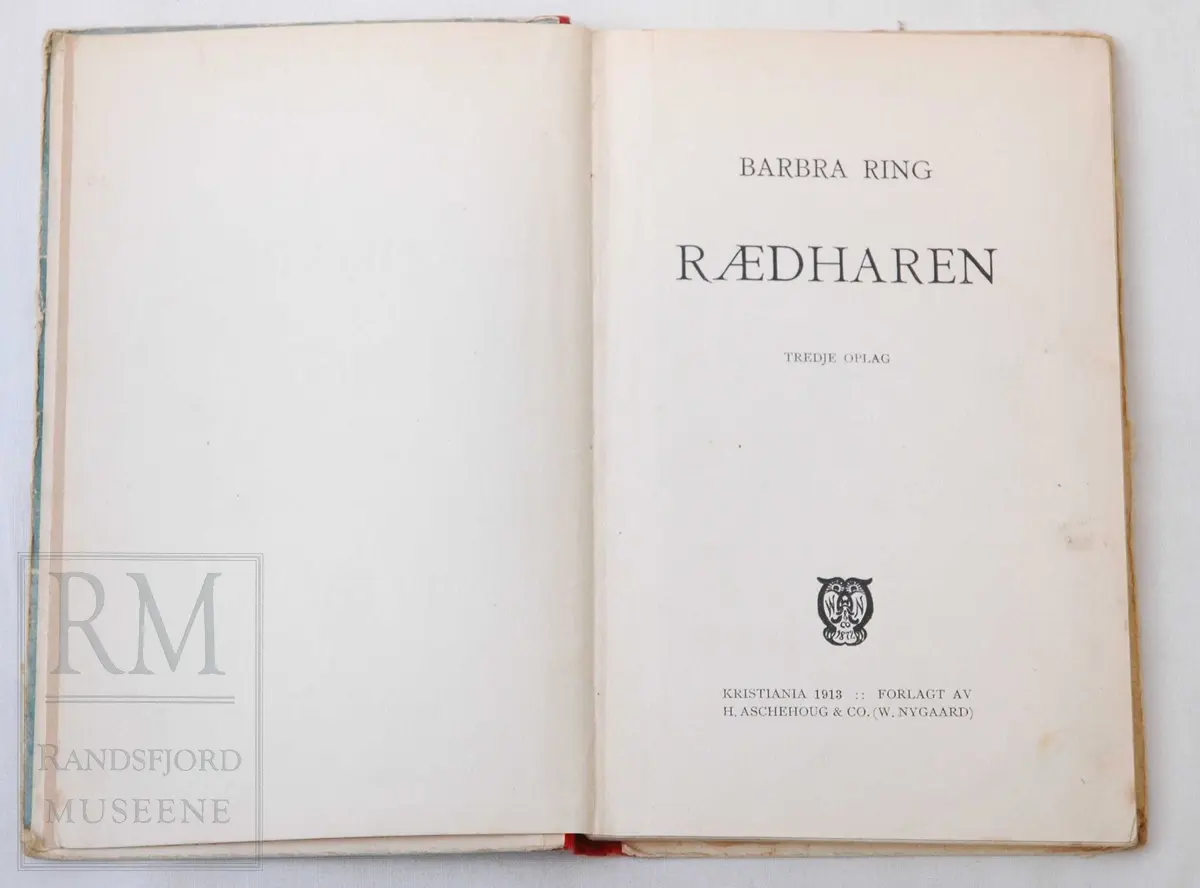 BARBRA RING
RÆDHAREN
TREDJE OPLAG
KRISTIANIA 1913 :: FORLAGT AV
H. ASCHEHOUG & CO. (W. NYGAARD)
RM
RANDSFJORD
MUSEENE